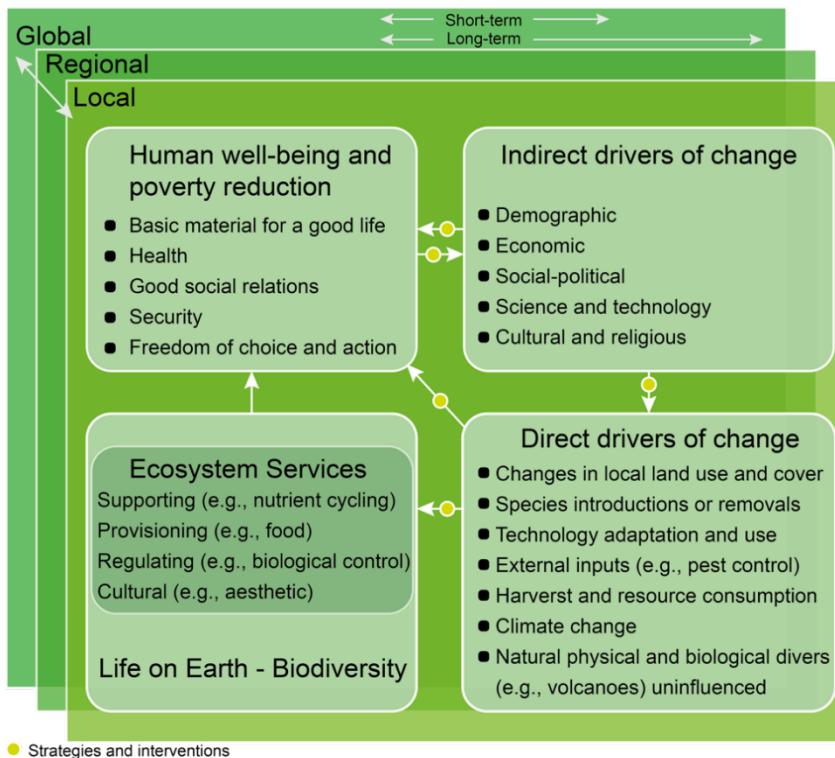 Short-term
Long-term
Global
Regional
Local
Human well-being and
poverty reduction
Basic material for a good life
Health
Good social relations
Security
Freedom of choice and action
Indirect drivers of change
Demographic
Economic
Social-political
Science and technology
Cultural and religious
Ecosystem Services
Supporting (e.g., nutrient cycling)
Provisioning (e.g., food)
Regulating (e.g., biological control)
Cultural (e.g., aesthetic)
Life on Earth - Biodiversity
Direct drivers of change
Changes in local land use and cover
Species introductions or removals
Technology adaptation and use
External inputs (e.g., pest control)
Harverst and resource consumption
Climate change
Natural physical and biological divers
(e.g., volcanoes) uninfluenced
Strategies and interventions